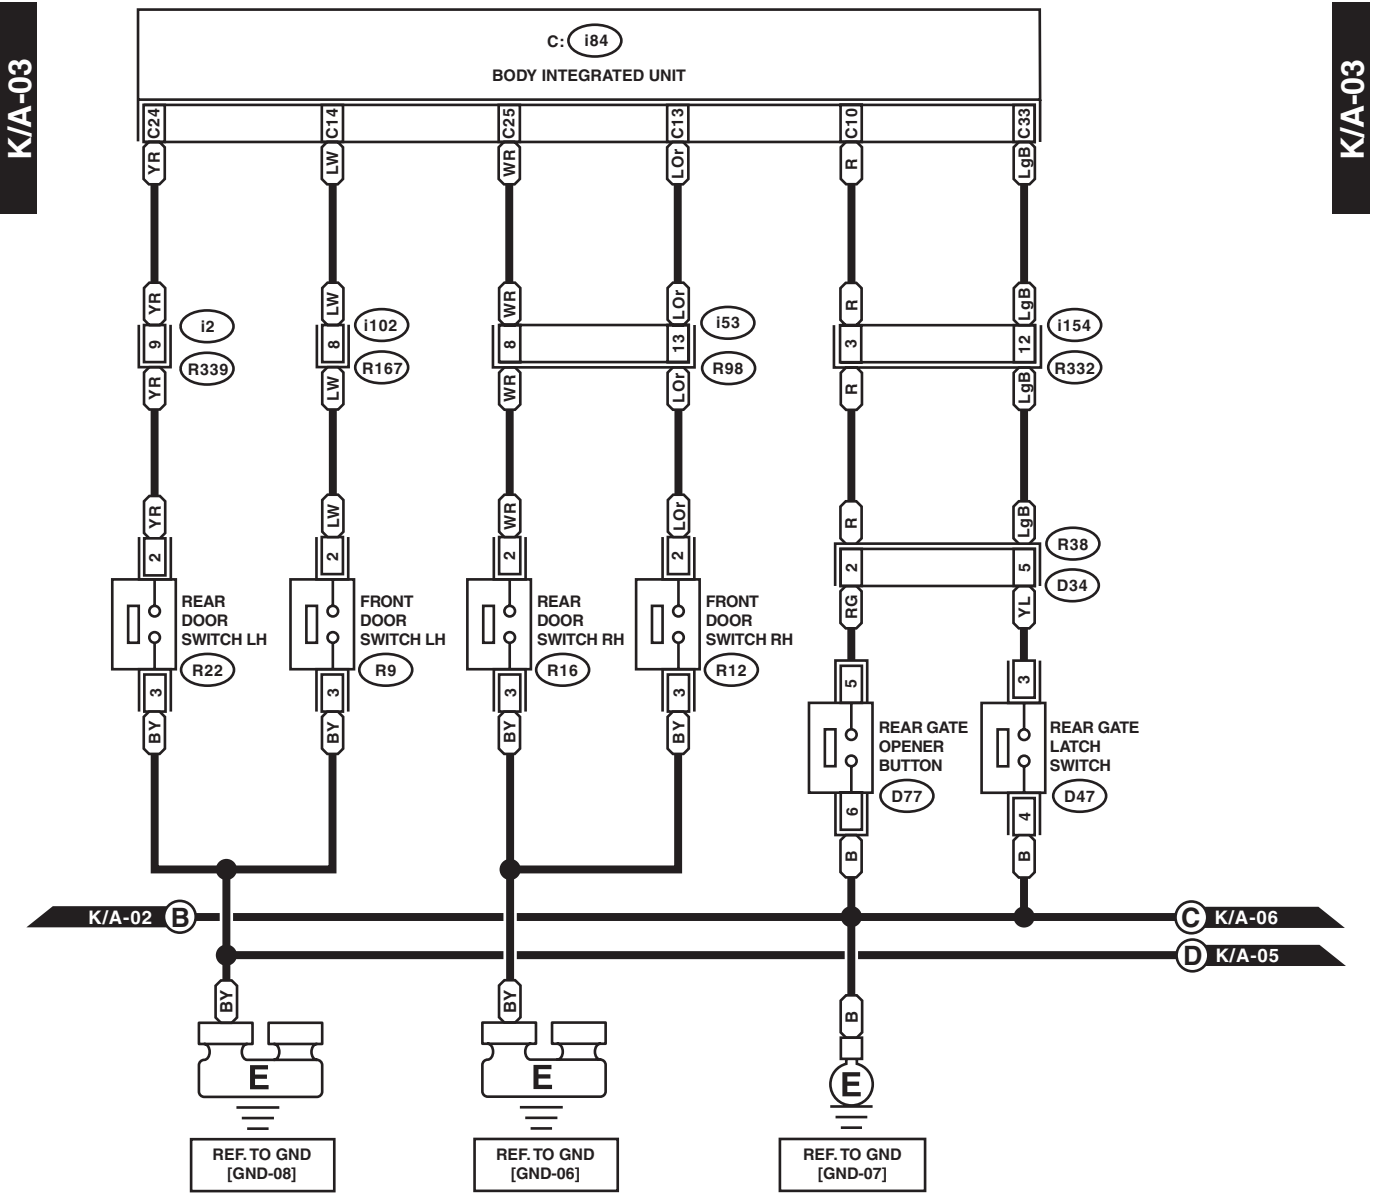 K/A-03
K/A-03
C: i84
BODY INTEGRATED UNIT
C24 C14 C25 C13 C10 C33
YR LW WR LOr R LgB
YR LW WR LOr R LgB
i2 i102 i53 i154
9 8 8 13 3 12
R339 R167 R98 R332
YR LW WR LOr R LgB
YR LW WR LOr R LgB
R38
2 2 2 2 2 5
D34
RG YL
REAR
DOOR
SWITCH LH
R22
FRONT
DOOR
SWITCH LH
R9
REAR
DOOR
SWITCH RH
R16
FRONT
DOOR
SWITCH RH
R12
3 3 3 3 5 3
BY BY BY BY
REAR GATE
OPENER
BUTTON
D77
REAR GATE
LATCH
SWITCH
D47
6 4
B B
K/A-02 B
C K/A-06
D K/A-05
BY BY B
E E E
REF. TO GND
[GND-08]
REF. TO GND
[GND-06]
REF. TO GND
[GND-07]